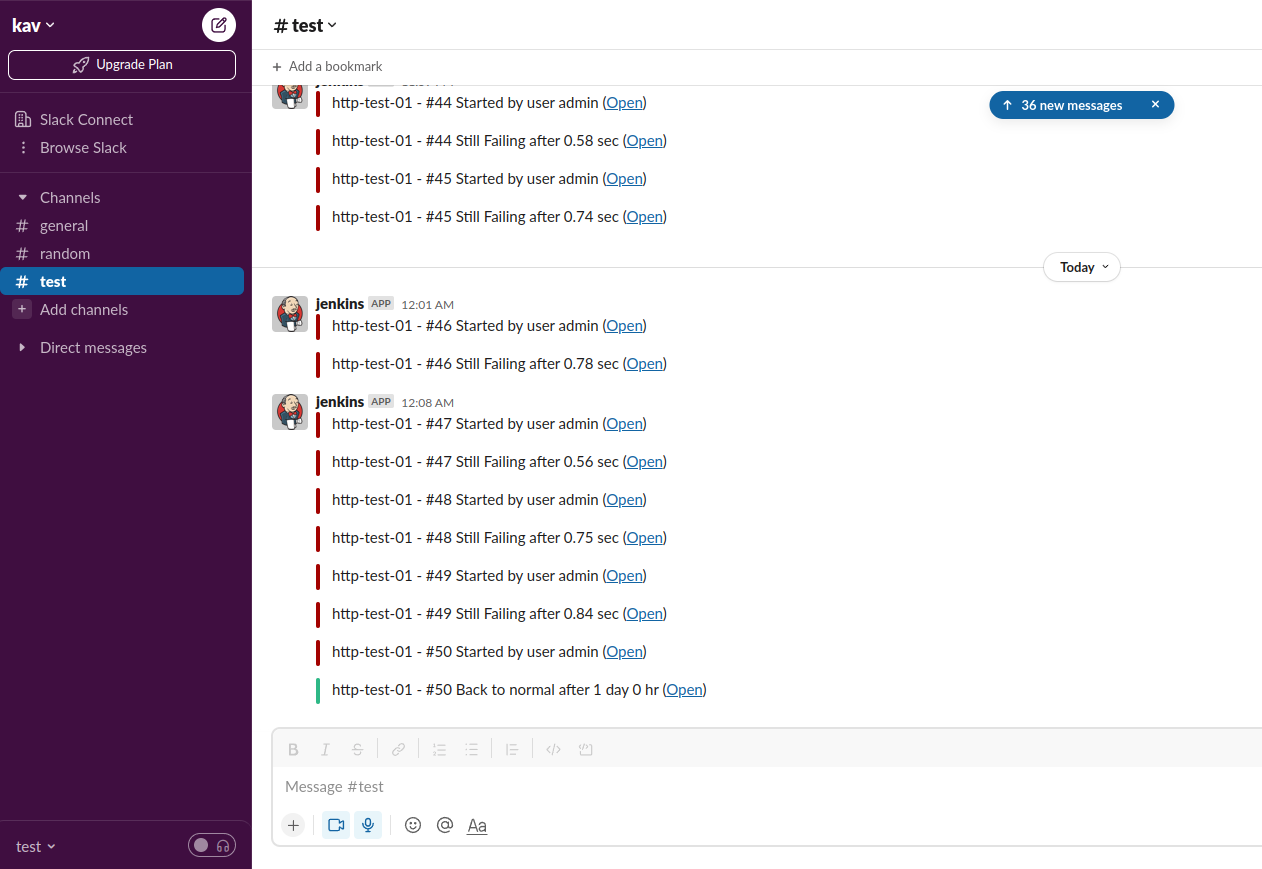 kav
Upgrade Plan
Slack Connect
Browse Slack
Channels
# general
# random
# test
+ Add channels
Direct messages
test
# test
+ Add a bookmark
36 new messages
http-test-01 - #44 Started by user admin (Open)
http-test-01 - #44 Still Failing after 0.58 sec (Open)
http-test-01 - #45 Started by user admin (Open)
http-test-01 - #45 Still Failing after 0.74 sec (Open)
Today
jenkins APP 12:01 AM
http-test-01 - #46 Started by user admin (Open)
http-test-01 - #46 Still Failing after 0.78 sec (Open)
jenkins APP 12:08 AM
http-test-01 - #47 Started by user admin (Open)
http-test-01 - #47 Still Failing after 0.56 sec (Open)
http-test-01 - #48 Started by user admin (Open)
http-test-01 - #48 Still Failing after 0.75 sec (Open)
http-test-01 - #49 Started by user admin (Open)
http-test-01 - #49 Still Failing after 0.84 sec (Open)
http-test-01 - #50 Started by user admin (Open)
http-test-01 - #50 Back to normal after 1 day 0 hr (Open)
B I S
Message #test
+ @ Aa